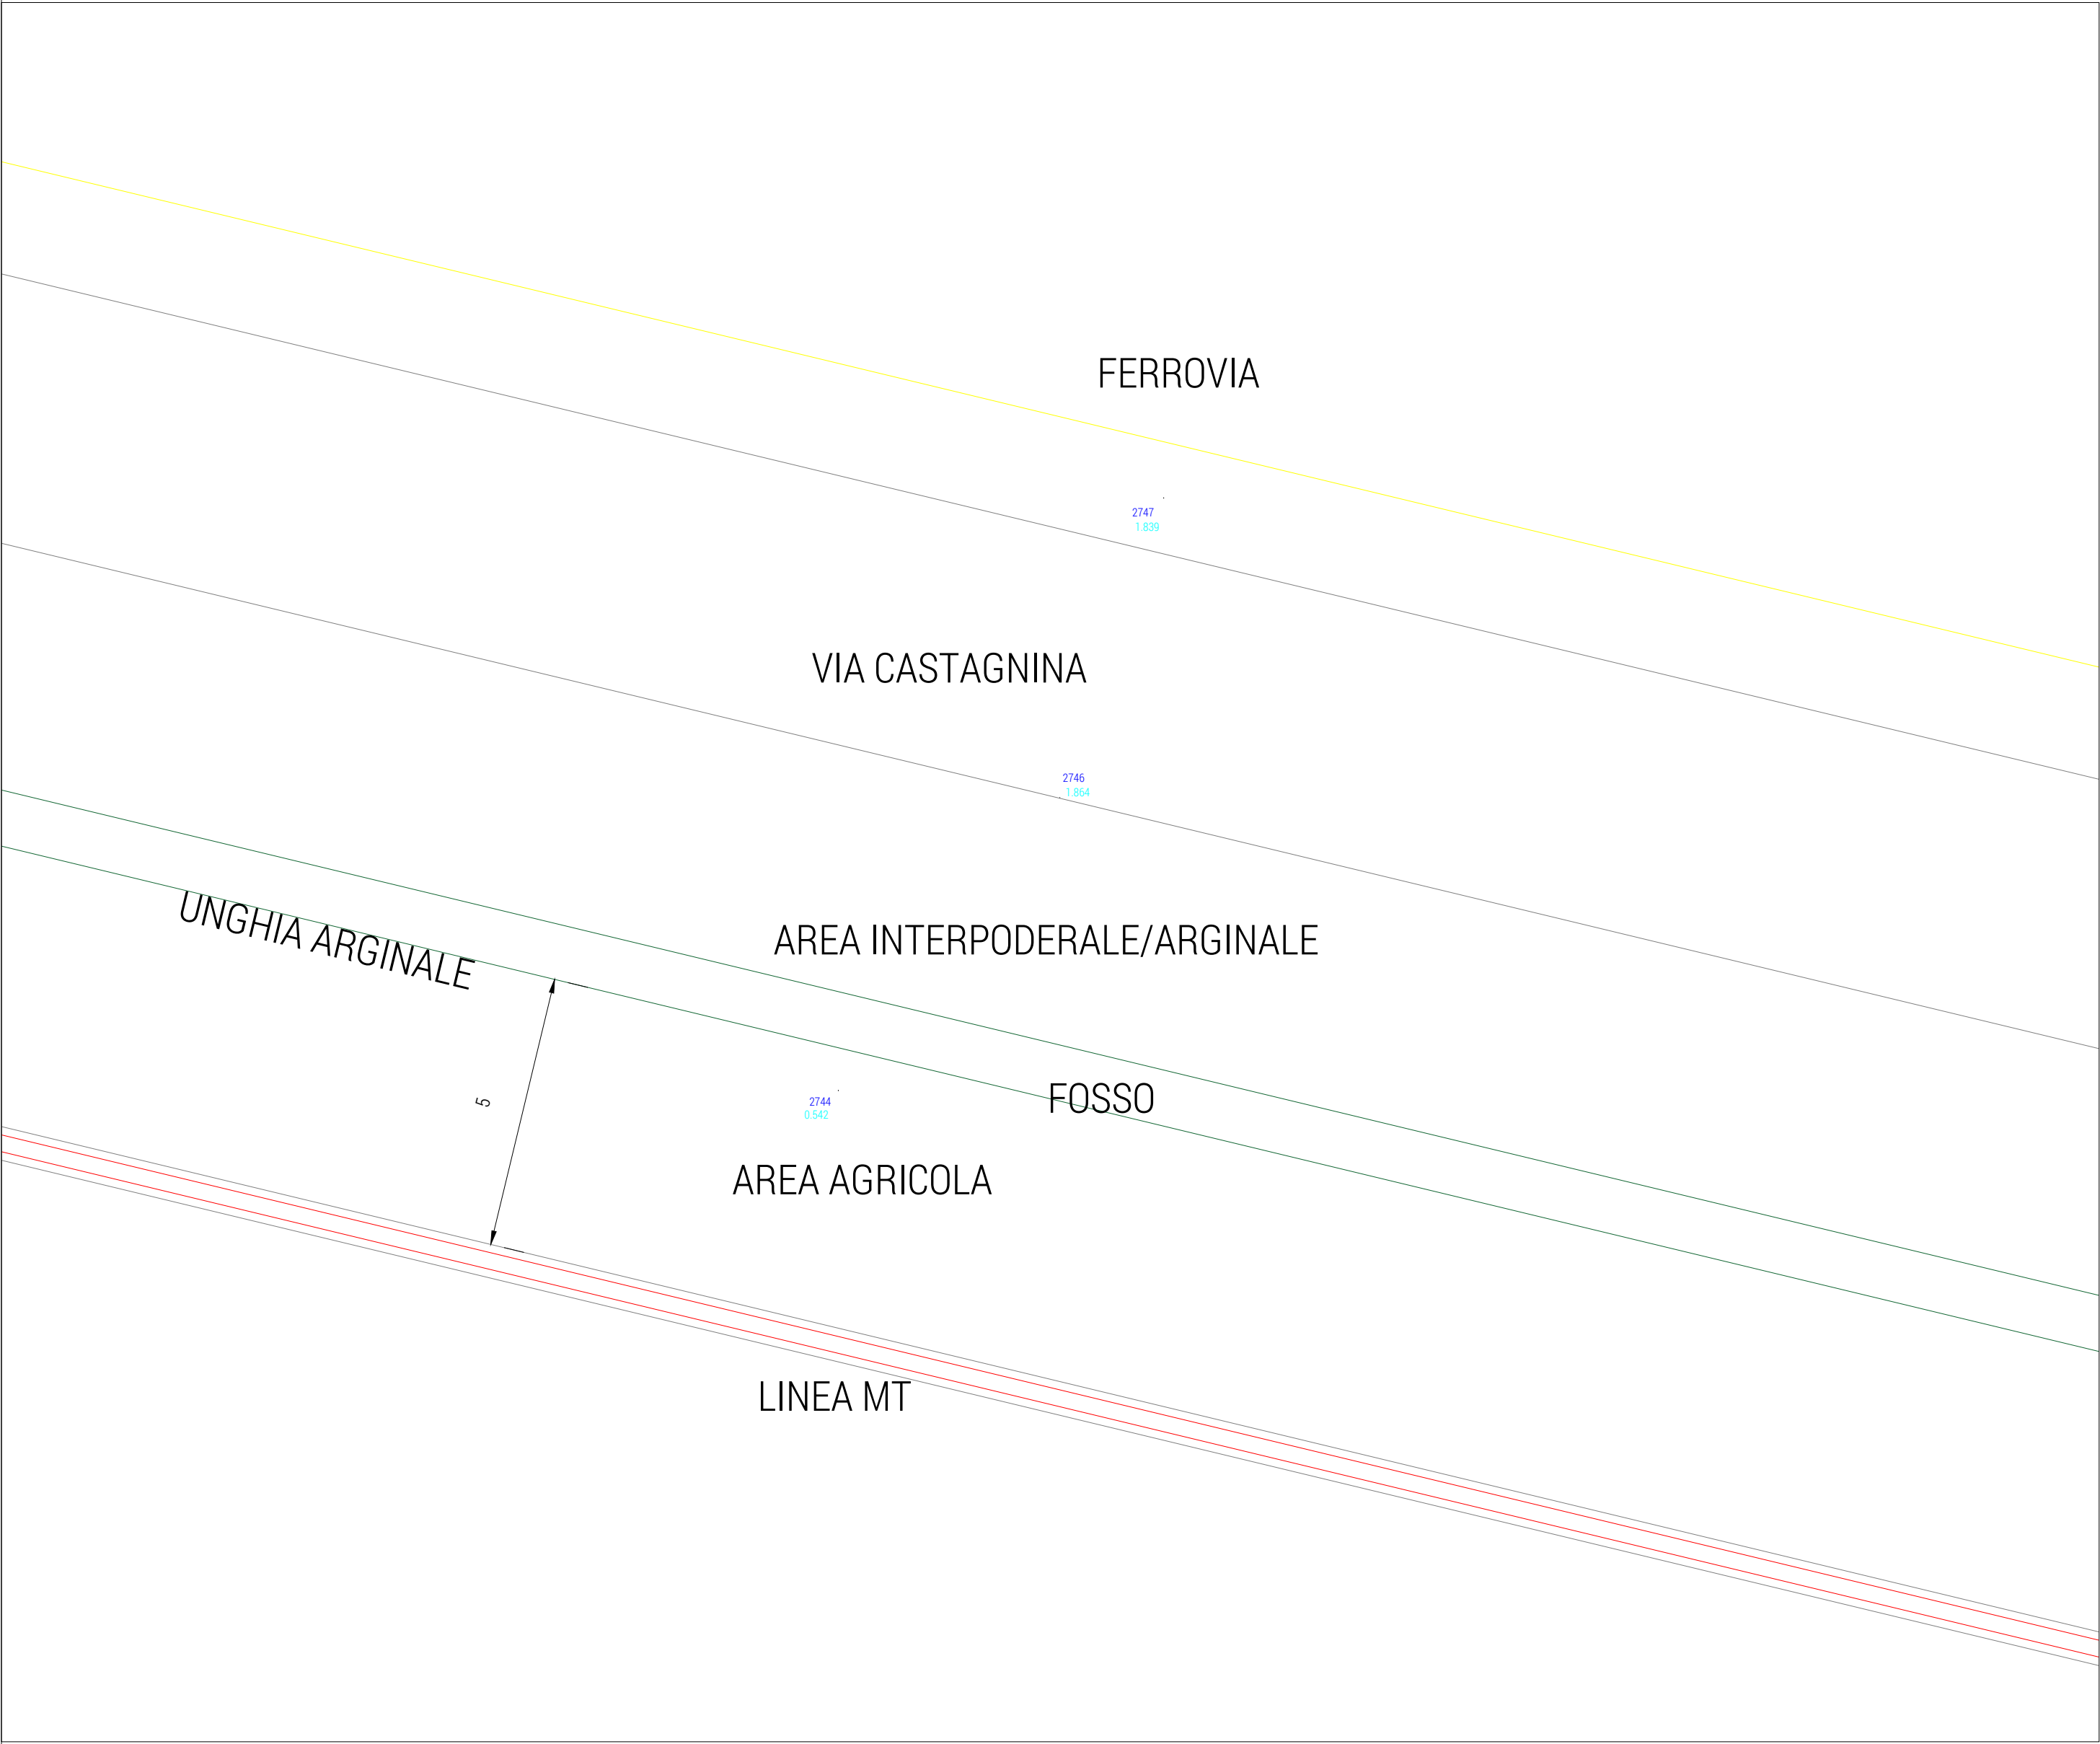 FERROVIA
2747
1.839
VIA CASTAGNINA
2746
1.864
UNGHIA ARGINALE
AREA INTERPODERALE/ARGINALE
5
FOSSO
2744
0.542
AREA AGRICOLA
LINEA MT